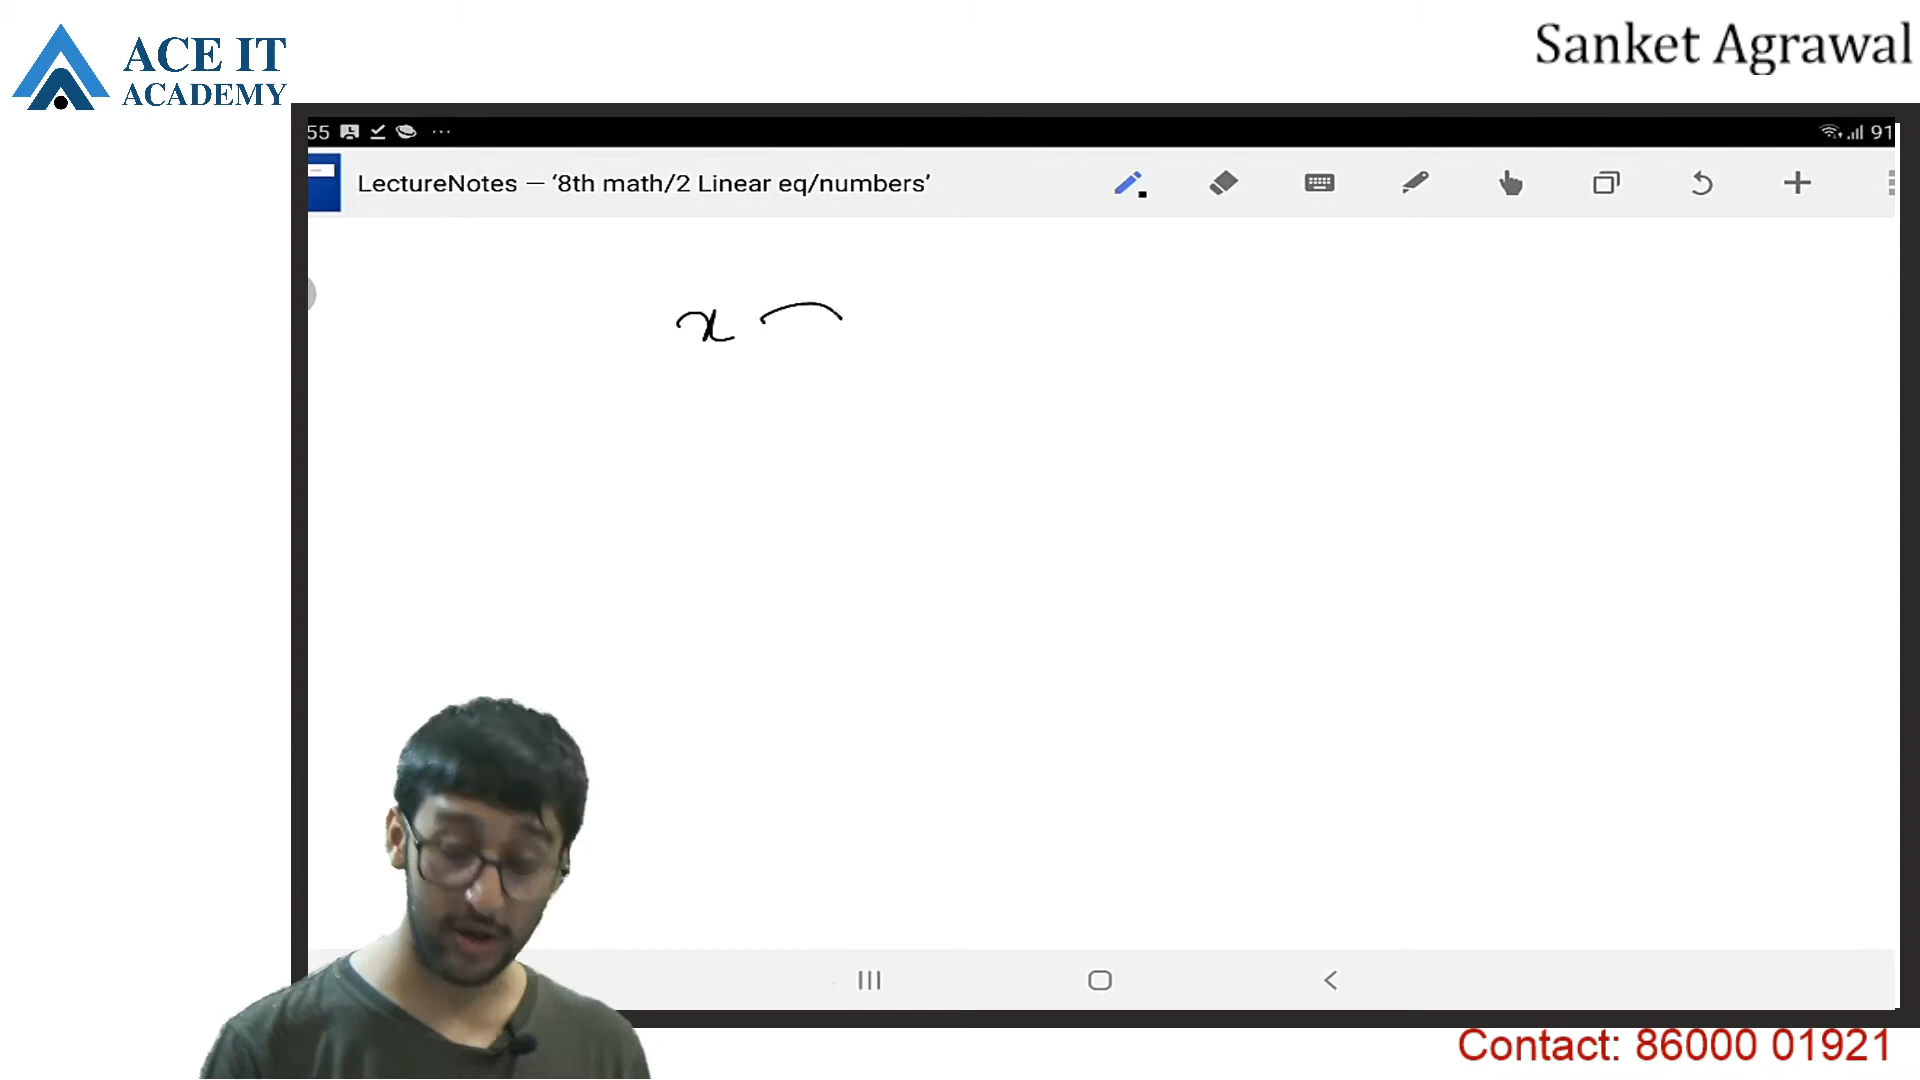 ACE IT
ACADEMY
Sanket Agrawal
55 ... 91
LectureNotes — ‘8th math/2 Linear eq/numbers’
x
Contact: 86000 01921